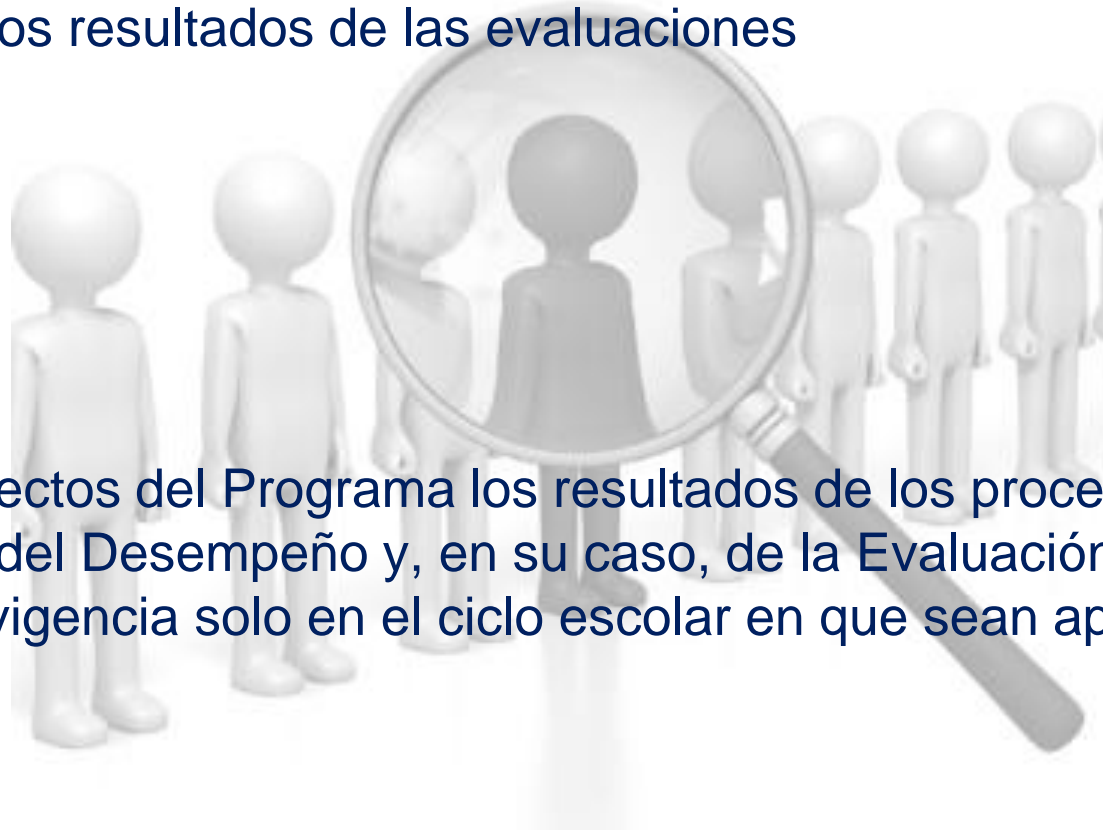 os resultados de las evaluaciones
ectos del Programa los resultados de los proce
del Desempeño y, en su caso, de la Evaluación
vigencia solo en el ciclo escolar en que sean ap